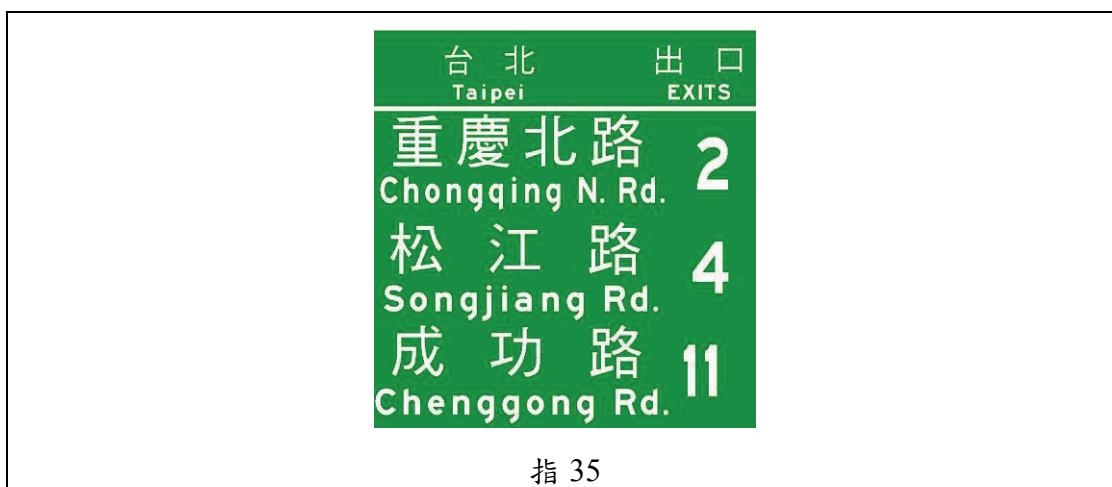 台北 出口
Taipei EXITS
重慶北路 2
Chongqing N. Rd.
松江路 4
Songjiang Rd.
成功路 11
Chenggong Rd.
指 35